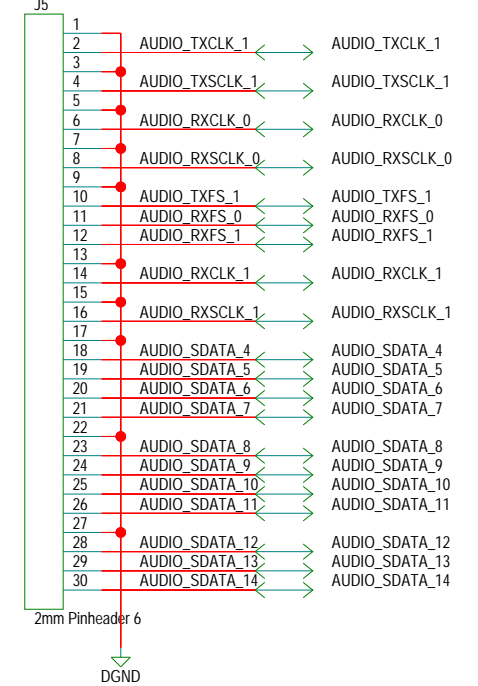 J5
1
2 AUDIO_TXCLK_1 AUDIO_TXCLK_1
3
4 AUDIO_TXSCLK_1 AUDIO_TXSCLK_1
5
6 AUDIO_RXCLK_0 AUDIO_RXCLK_0
7
8 AUDIO_RXSCLK_0 AUDIO_RXSCLK_0
9
10 AUDIO_TXFS_1 AUDIO_TXFS_1
11 AUDIO_RXFS_0 AUDIO_RXFS_0
12 AUDIO_RXFS_1 AUDIO_RXFS_1
13
14 AUDIO_RXCLK_1 AUDIO_RXCLK_1
15
16 AUDIO_RXSCLK_1 AUDIO_RXSCLK_1
17
18 AUDIO_SDATA_4 AUDIO_SDATA_4
19 AUDIO_SDATA_5 AUDIO_SDATA_5
20 AUDIO_SDATA_6 AUDIO_SDATA_6
21 AUDIO_SDATA_7 AUDIO_SDATA_7
22
23 AUDIO_SDATA_8 AUDIO_SDATA_8
24 AUDIO_SDATA_9 AUDIO_SDATA_9
25 AUDIO_SDATA_10 AUDIO_SDATA_10
26 AUDIO_SDATA_11 AUDIO_SDATA_11
27
28 AUDIO_SDATA_12 AUDIO_SDATA_12
29 AUDIO_SDATA_13 AUDIO_SDATA_13
30 AUDIO_SDATA_14 AUDIO_SDATA_14
2mm Pinheader 6
DGND